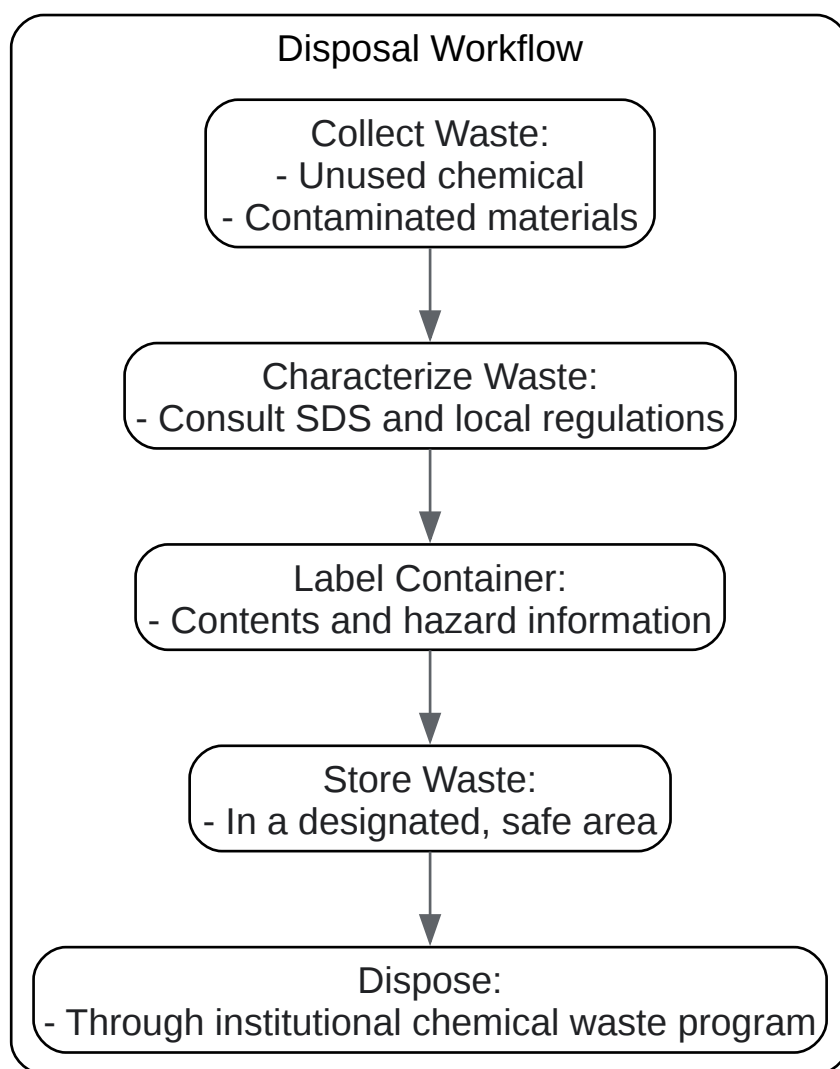 Disposal Workflow
Collect Waste:
- Unused chemical
- Contaminated materials
Characterize Waste:
- Consult SDS and local regulations
Label Container:
- Contents and hazard information
Store Waste:
- In a designated, safe area
Dispose:
- Through institutional chemical waste program